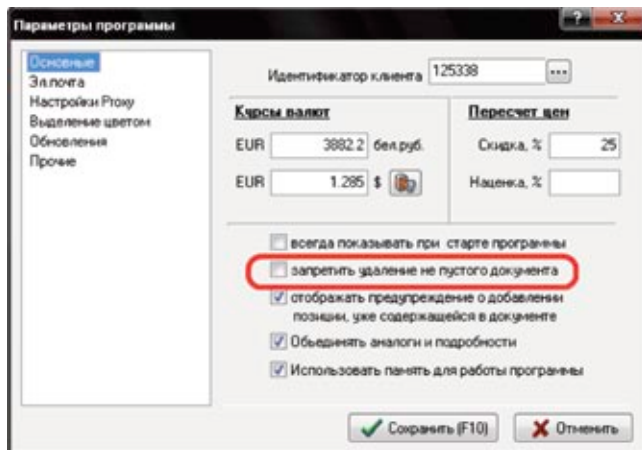 Параметры программы
Основные
Эл.почта
Настройки Proxy
Выделение цветом
Обновления
Прочие
Идентификатор клиента 125338 ...
Курсы валют
EUR 3882.2 бел.руб.
EUR 1.285 $
Пересчет цен
Скидка, % 25
Наценка, %
всегда показывать при старте программы
запретить удаление не пустого документа
отображать предупреждение о добавлении
позиции, уже содержащейся в документе
Объединять аналоги и подробности
Использовать память для работы программы
Сохранить (F10)
Отменить